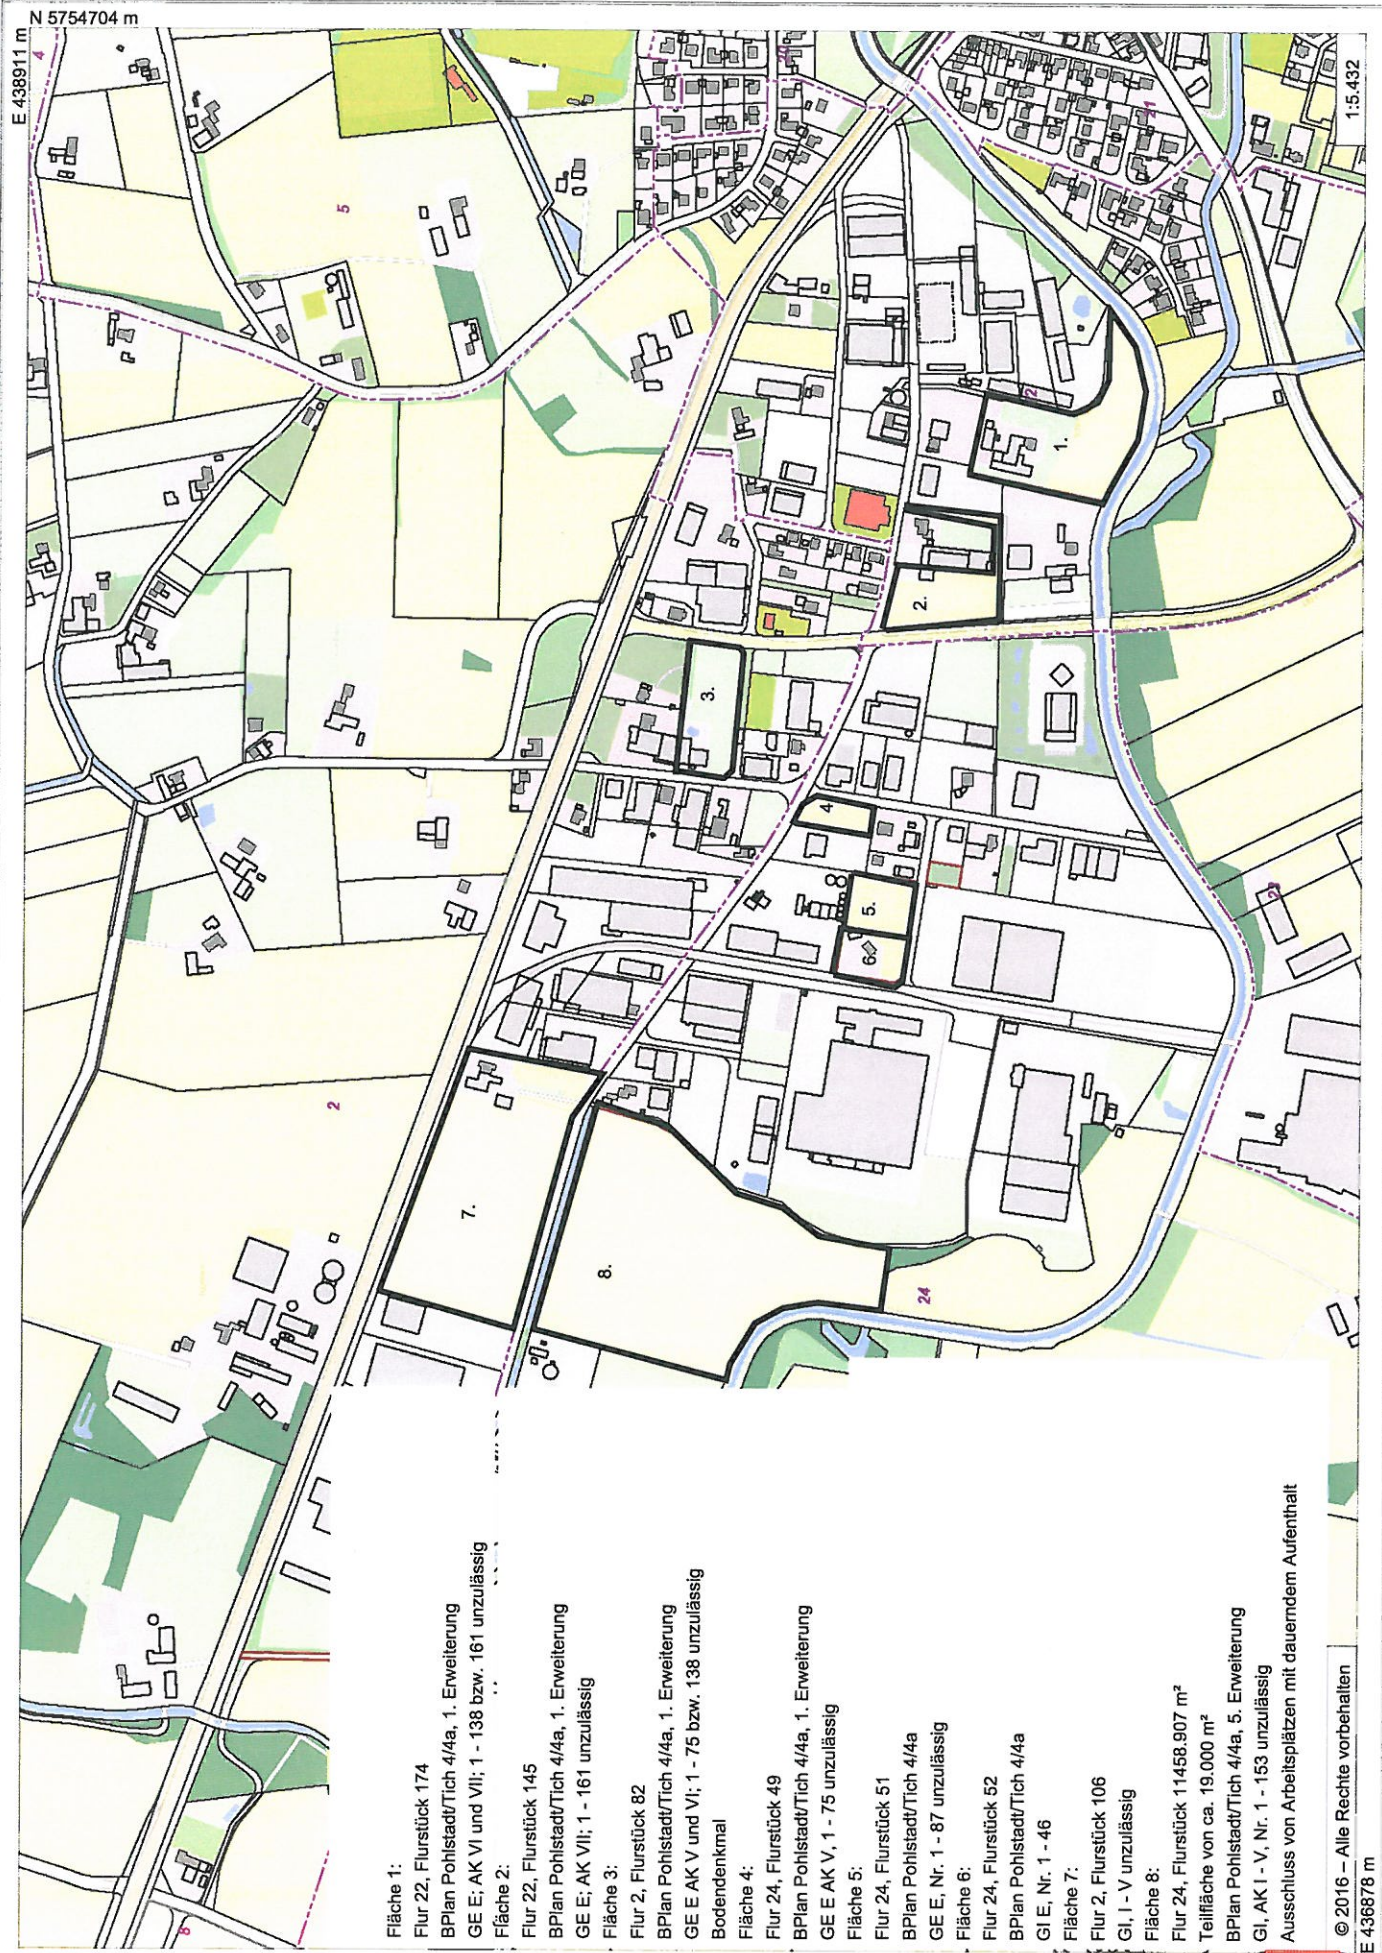 E 438911 m
N 5754704 m
4
5
20
21
2
1.
2.
3.
4
5.
6.
7.
8.
2
23
24
8
1:5.432
Fläche 1:
Flur 22, Flurstück 174
BPlan Pohlstadt/Tich 4/4a, 1. Erweiterung
GE E; AK VI und VII; 1 - 138 bzw. 161 unzulässig
Fläche 2:
Flur 22, Flurstück 145
BPlan Pohlstadt/Tich 4/4a, 1. Erweiterung
GE E; AK VII; 1 - 161 unzulässig
Fläche 3:
Flur 2, Flurstück 82
BPlan Pohlstadt/Tich 4/4a, 1. Erweiterung
GE E AK V und VI; 1 - 75 bzw. 138 unzulässig
Bodendenkmal
Fläche 4:
Flur 24, Flurstück 49
BPlan Pohlstadt/Tich 4/4a, 1. Erweiterung
GE E AK V, 1 - 75 unzulässig
Fläche 5:
Flur 24, Flurstück 51
BPlan Pohlstadt/Tich 4/4a
GE E, Nr. 1 - 87 unzulässig
Fläche 6:
Flur 24, Flurstück 52
BPlan Pohlstadt/Tich 4/4a
GI E, Nr. 1 - 46
Fläche 7:
Flur 2, Flurstück 106
GI, I - V unzulässig
Fläche 8:
Flur 24, Flurstück 11458.907 m²
Teilfläche von ca. 19.000 m²
BPlan Pohlstadt/Tich 4/4a, 5. Erweiterung
GI, AK I - V, Nr. 1 - 153 unzulässig
Ausschluss von Arbeitsplätzen mit dauerndem Aufenthalt
© 2016 – Alle Rechte vorbehalten
E 436878 m